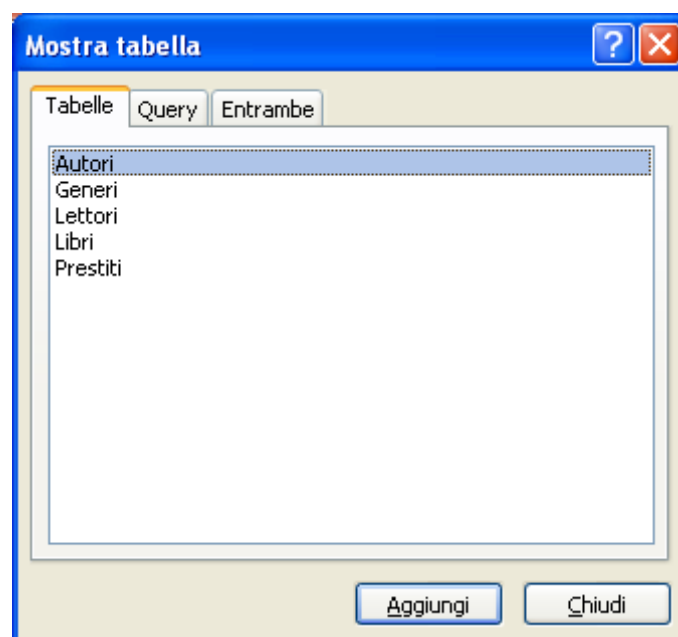 Mostra tabella
Tabelle Query Entrambe
Autori
Generi
Lettori
Libri
Prestiti
Aggiungi Chiudi